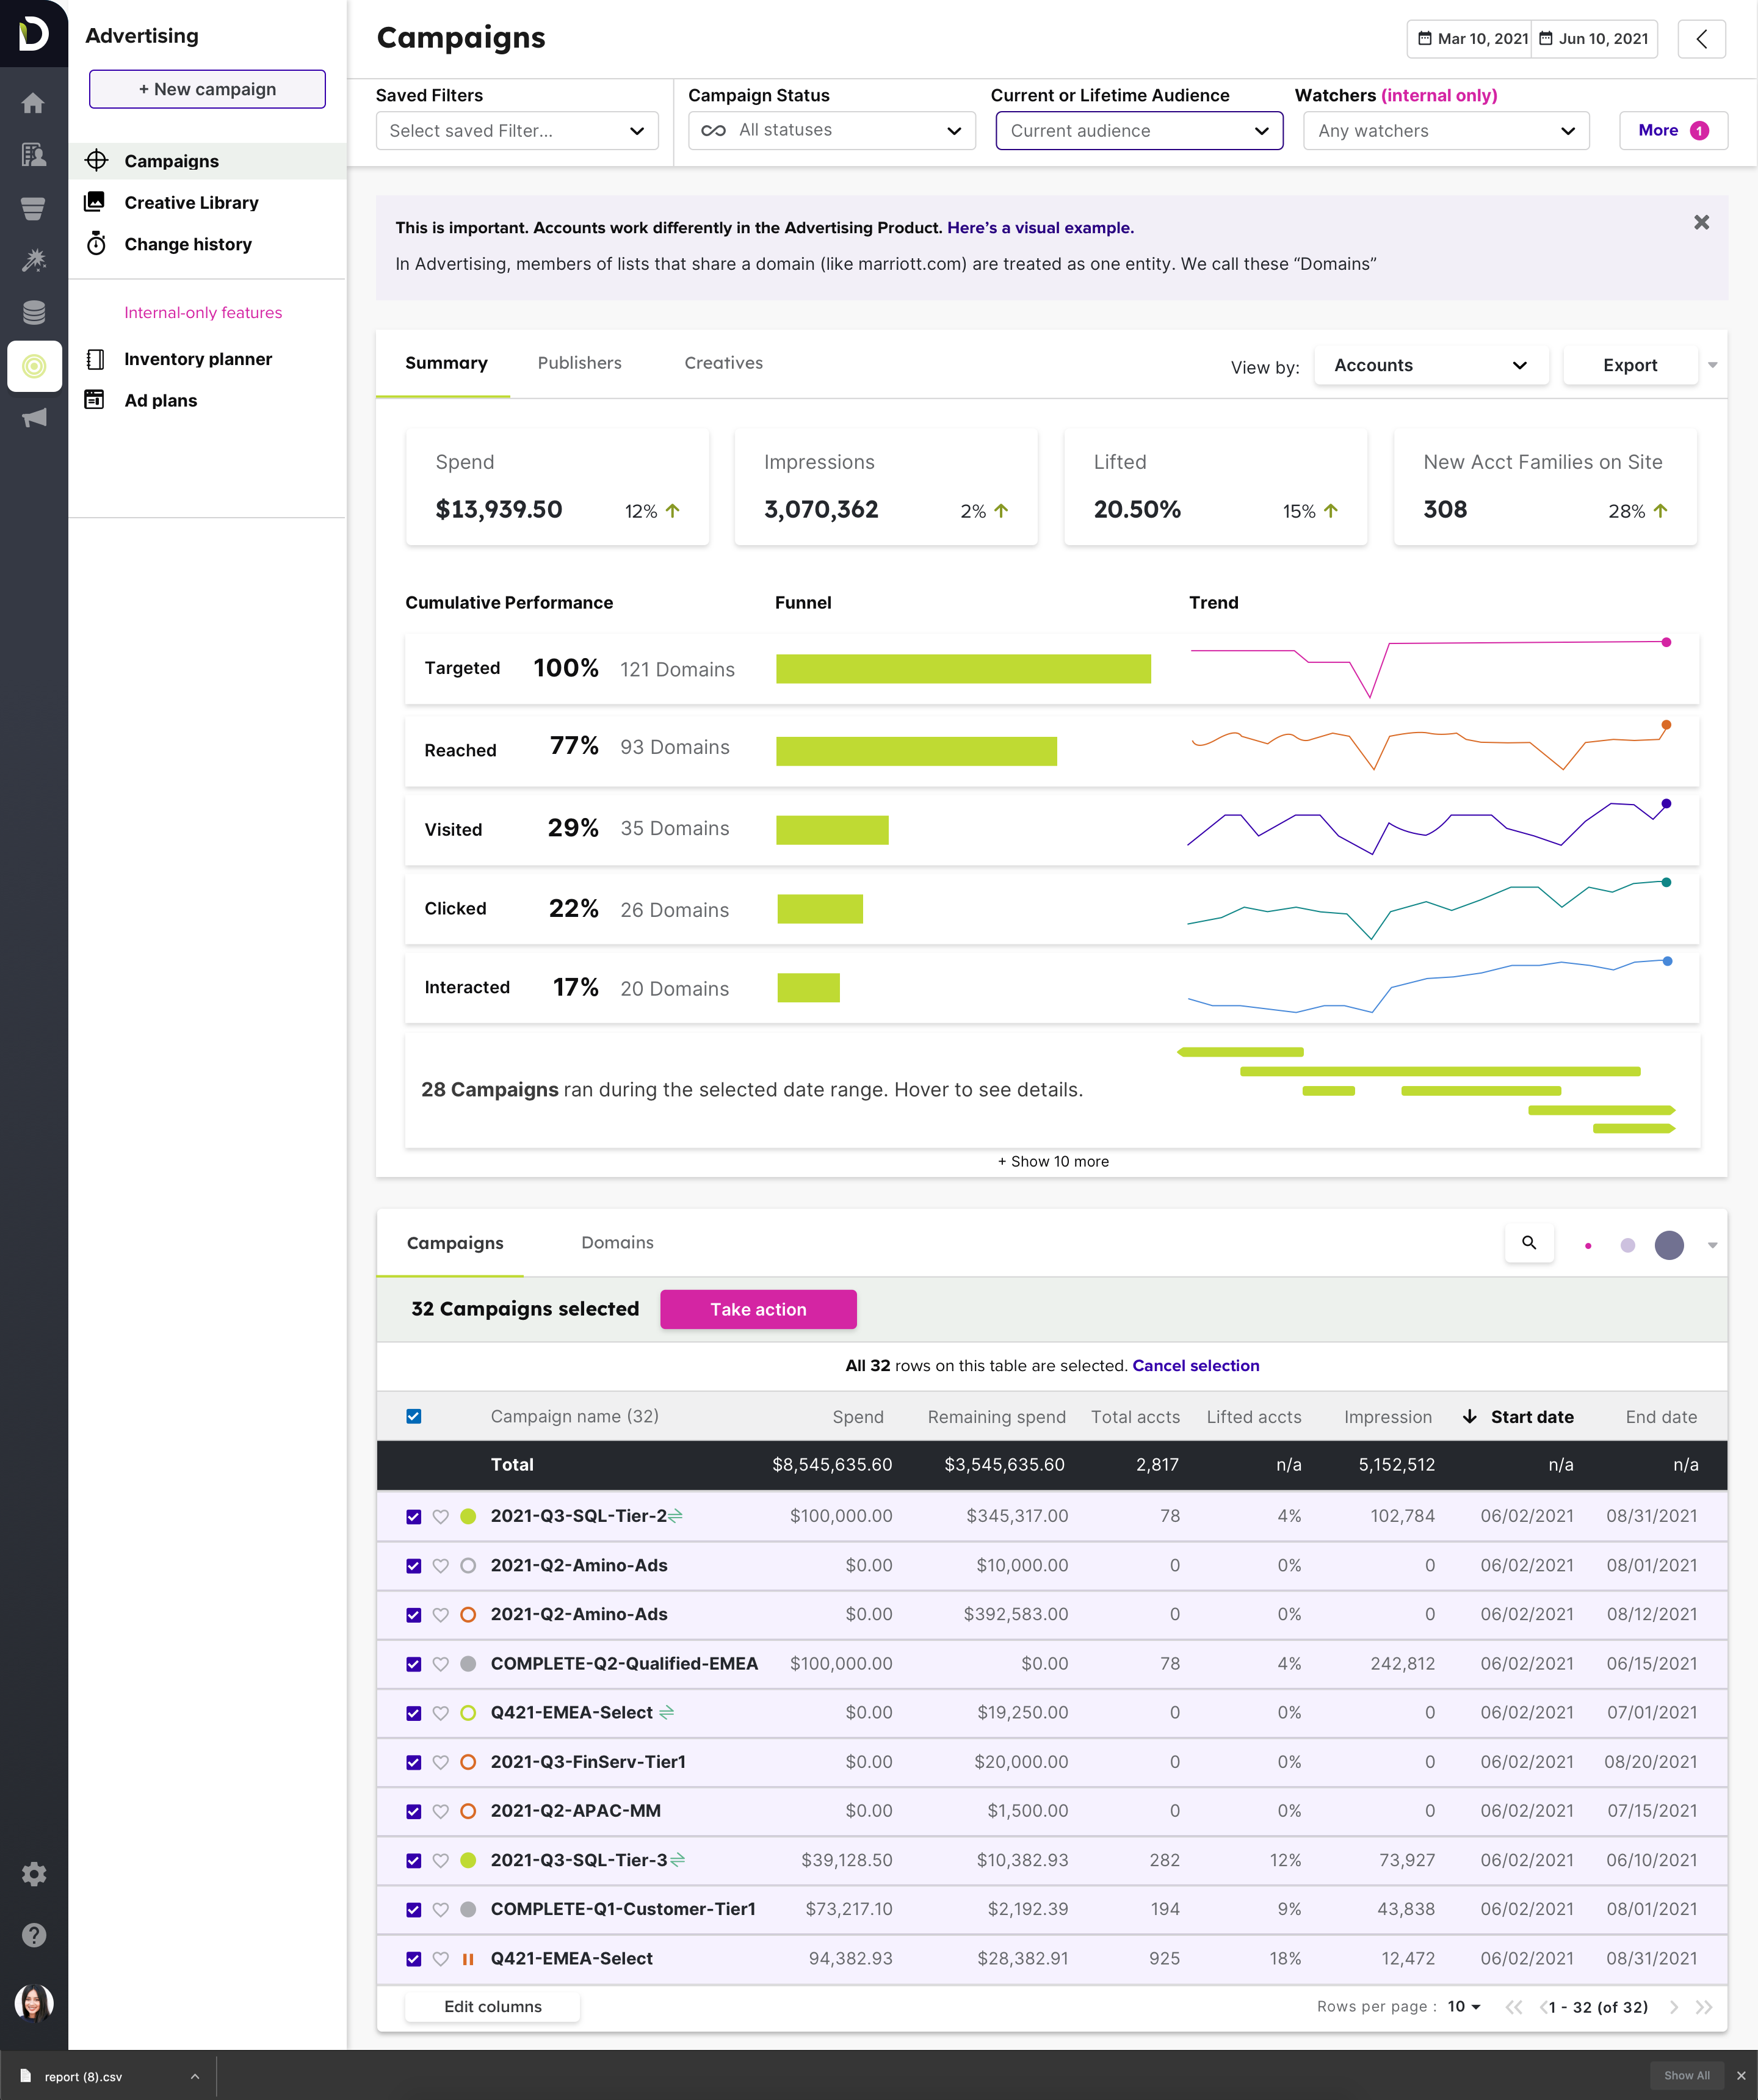 Advertising
+ New campaign
Campaigns
Creative Library
Change history
Internal-only features
Inventory planner
Ad plans
Campaigns
Mar 10, 2021
Jun 10, 2021
Saved Filters
Select saved Filter...
Campaign Status
All statuses
Current or Lifetime Audience
Current audience
Watchers (internal only)
Any watchers
More 1
This is important. Accounts work differently in the Advertising Product. Here's a visual example.
In Advertising, members of lists that share a domain (like marriott.com) are treated as one entity. We call these “Domains”
Summary Publishers Creatives View by: Accounts Export
Spend
$13,939.50 12%
Impressions
3,070,362 2%
Lifted
20.50% 15%
New Acct Families on Site
308 28%
Cumulative Performance Funnel Trend
Targeted 100% 121 Domains
Reached 77% 93 Domains
Visited 29% 35 Domains
Clicked 22% 26 Domains
Interacted 17% 20 Domains
28 Campaigns ran during the selected date range. Hover to see details.
+ Show 10 more
Campaigns Domains
32 Campaigns selected Take action
All 32 rows on this table are selected. Cancel selection
Campaign name (32) Spend Remaining spend Total accts Lifted accts Impression Start date End date
Total $8,545,635.60 $3,545,635.60 2,817 n/a 5,152,512 n/a n/a
2021-Q3-SQL-Tier-2 $100,000.00 $345,317.00 78 4% 102,784 06/02/2021 08/31/2021
2021-Q2-Amino-Ads $0.00 $10,000.00 0 0% 0 06/02/2021 08/01/2021
2021-Q2-Amino-Ads $0.00 $392,583.00 0 0% 0 06/02/2021 08/12/2021
COMPLETE-Q2-Qualified-EMEA $100,000.00 $0.00 78 4% 242,812 06/02/2021 06/15/2021
Q421-EMEA-Select $0.00 $19,250.00 0 0% 0 06/02/2021 07/01/2021
2021-Q3-FinServ-Tier1 $0.00 $20,000.00 0 0% 0 06/02/2021 08/20/2021
2021-Q2-APAC-MM $0.00 $1,500.00 0 0% 0 06/02/2021 07/15/2021
2021-Q3-SQL-Tier-3 $39,128.50 $10,382.93 282 12% 73,927 06/02/2021 06/10/2021
COMPLETE-Q1-Customer-Tier1 $73,217.10 $2,192.39 194 9% 43,838 06/02/2021 08/01/2021
Q421-EMEA-Select 94,382.93 $28,382.91 925 18% 12,472 06/02/2021 08/31/2021
Edit columns Rows per page : 10 1 - 32 (of 32)
report (8).csv Show All